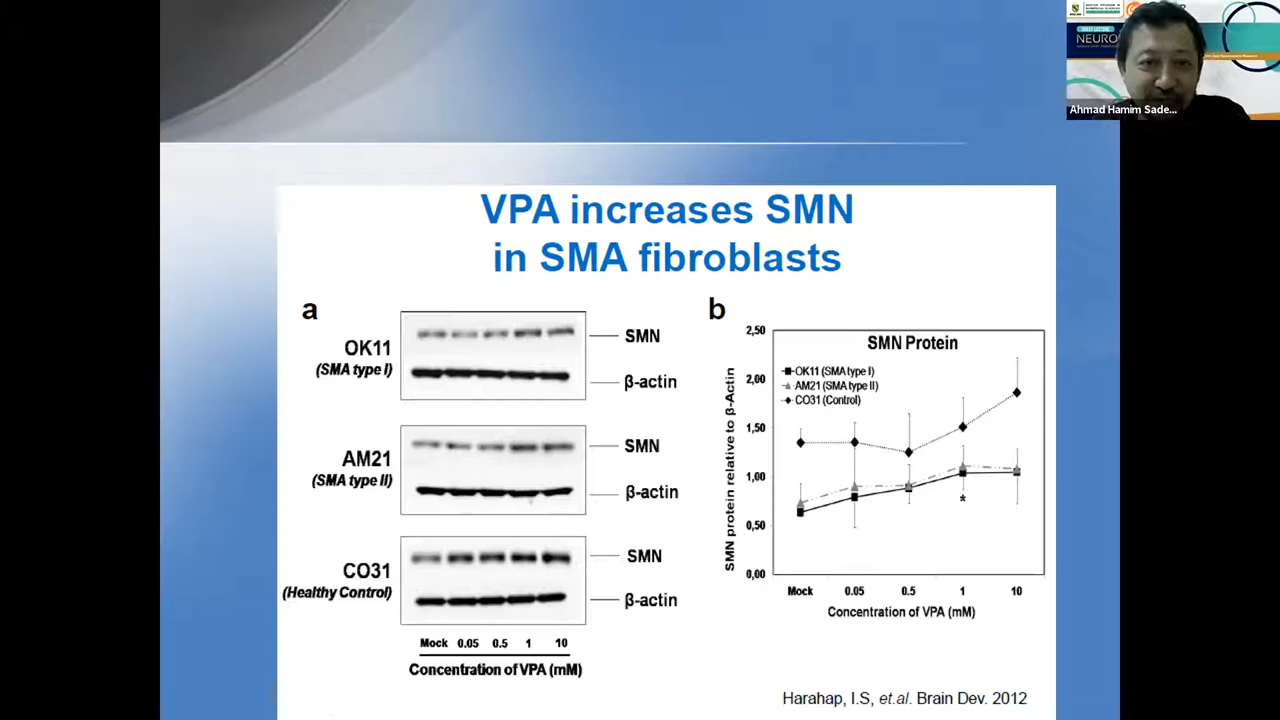 NEURO
Ahmad Hamim Sade...
VPA increases SMN
in SMA fibroblasts
a
OK11
(SMA type I)
SMN
β-actin
AM21
(SMA type II)
SMN
β-actin
CO31
(Healthy Control)
SMN
β-actin
Mock 0.05 0.5 1 10
Concentration of VPA (mM)
b
SMN Protein
OK11 (SMA type I)
AM21 (SMA type II)
CO31 (Control)
SMN protein relative to β-Actin
2,50
2,00
1,50
1,00
0,50
0,00
*
Mock 0.05 0.5 1 10
Concentration of VPA (mM)
Harahap, I.S, et.al. Brain Dev. 2012